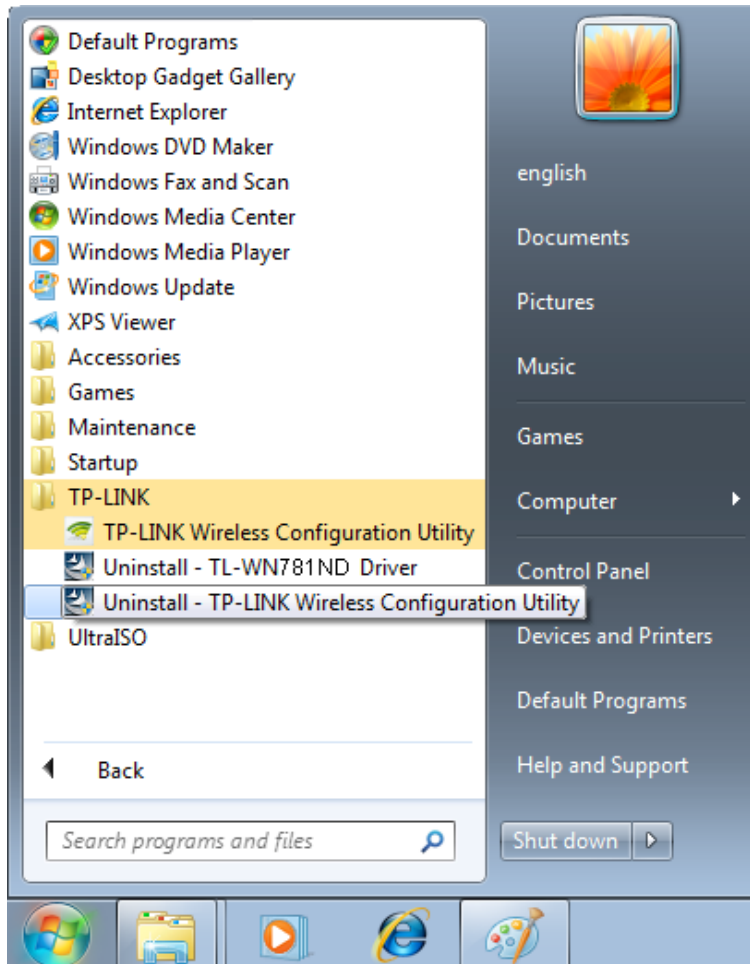 Default Programs
Desktop Gadget Gallery
Internet Explorer
Windows DVD Maker
Windows Fax and Scan
Windows Media Center
Windows Media Player
Windows Update
XPS Viewer
Accessories
Games
Maintenance
Startup
TP-LINK
TP-LINK Wireless Configuration Utility
Uninstall - TL-WN781ND Driver
Uninstall - TP-LINK Wireless Configuration Utility
UltraISO
Back
Search programs and files
english
Documents
Pictures
Music
Games
Computer
Control Panel
Devices and Printers
Default Programs
Help and Support
Shut down